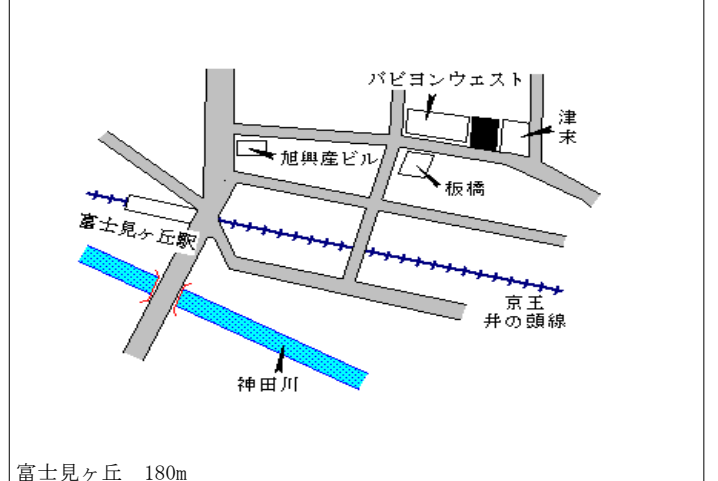 パピヨンウェスト
津
末
旭興産ビル
板橋
富士見ヶ丘駅
京王
井の頭線
神田川
富士見ヶ丘　180m